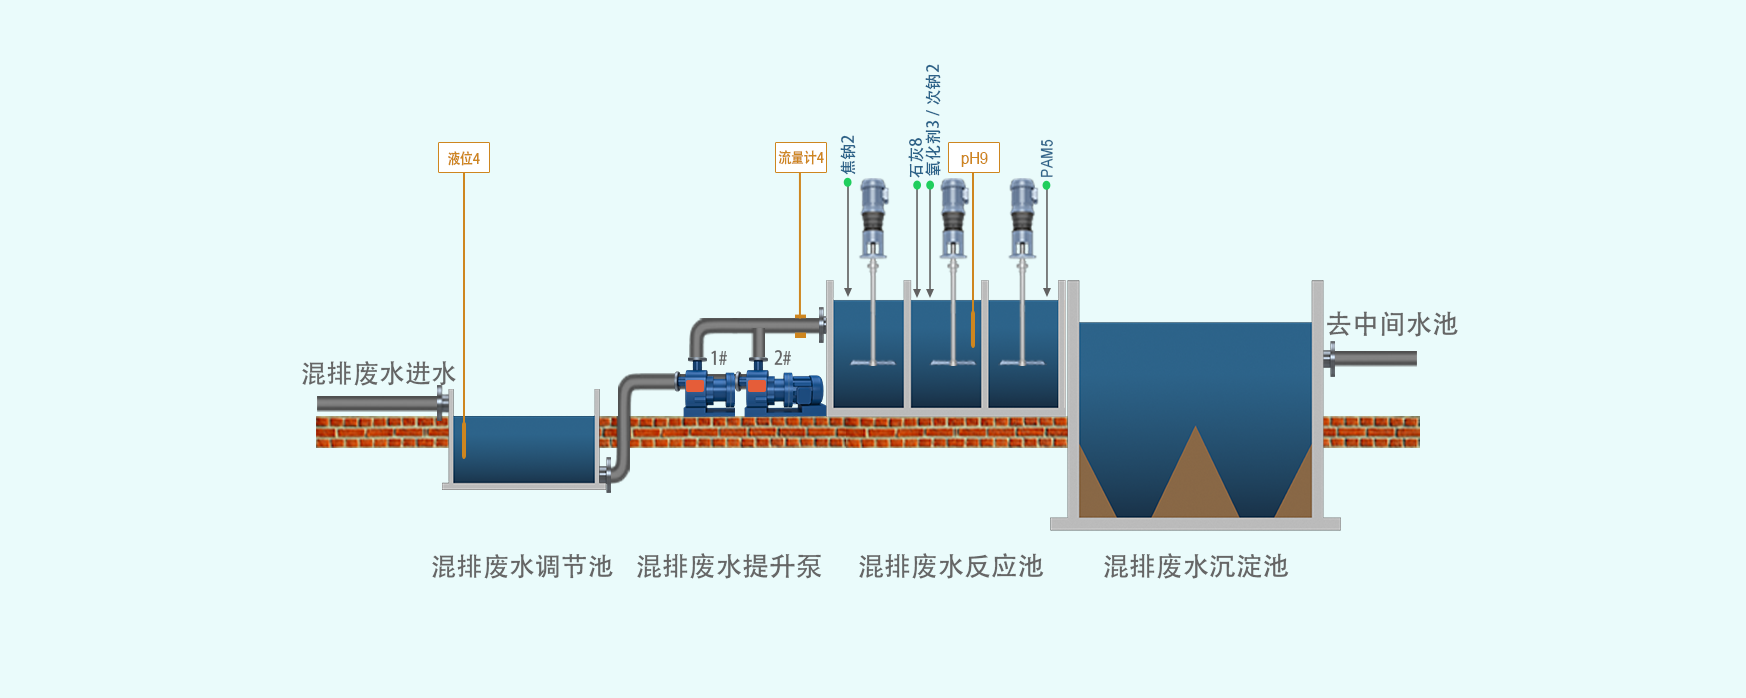 液位4
流量计4
焦钠2
石灰8
氧化剂3 / 次钠2
pH9
PAM5
混排废水进水
1#
2#
去中间水池
混排废水调节池
混排废水提升泵
混排废水反应池
混排废水沉淀池